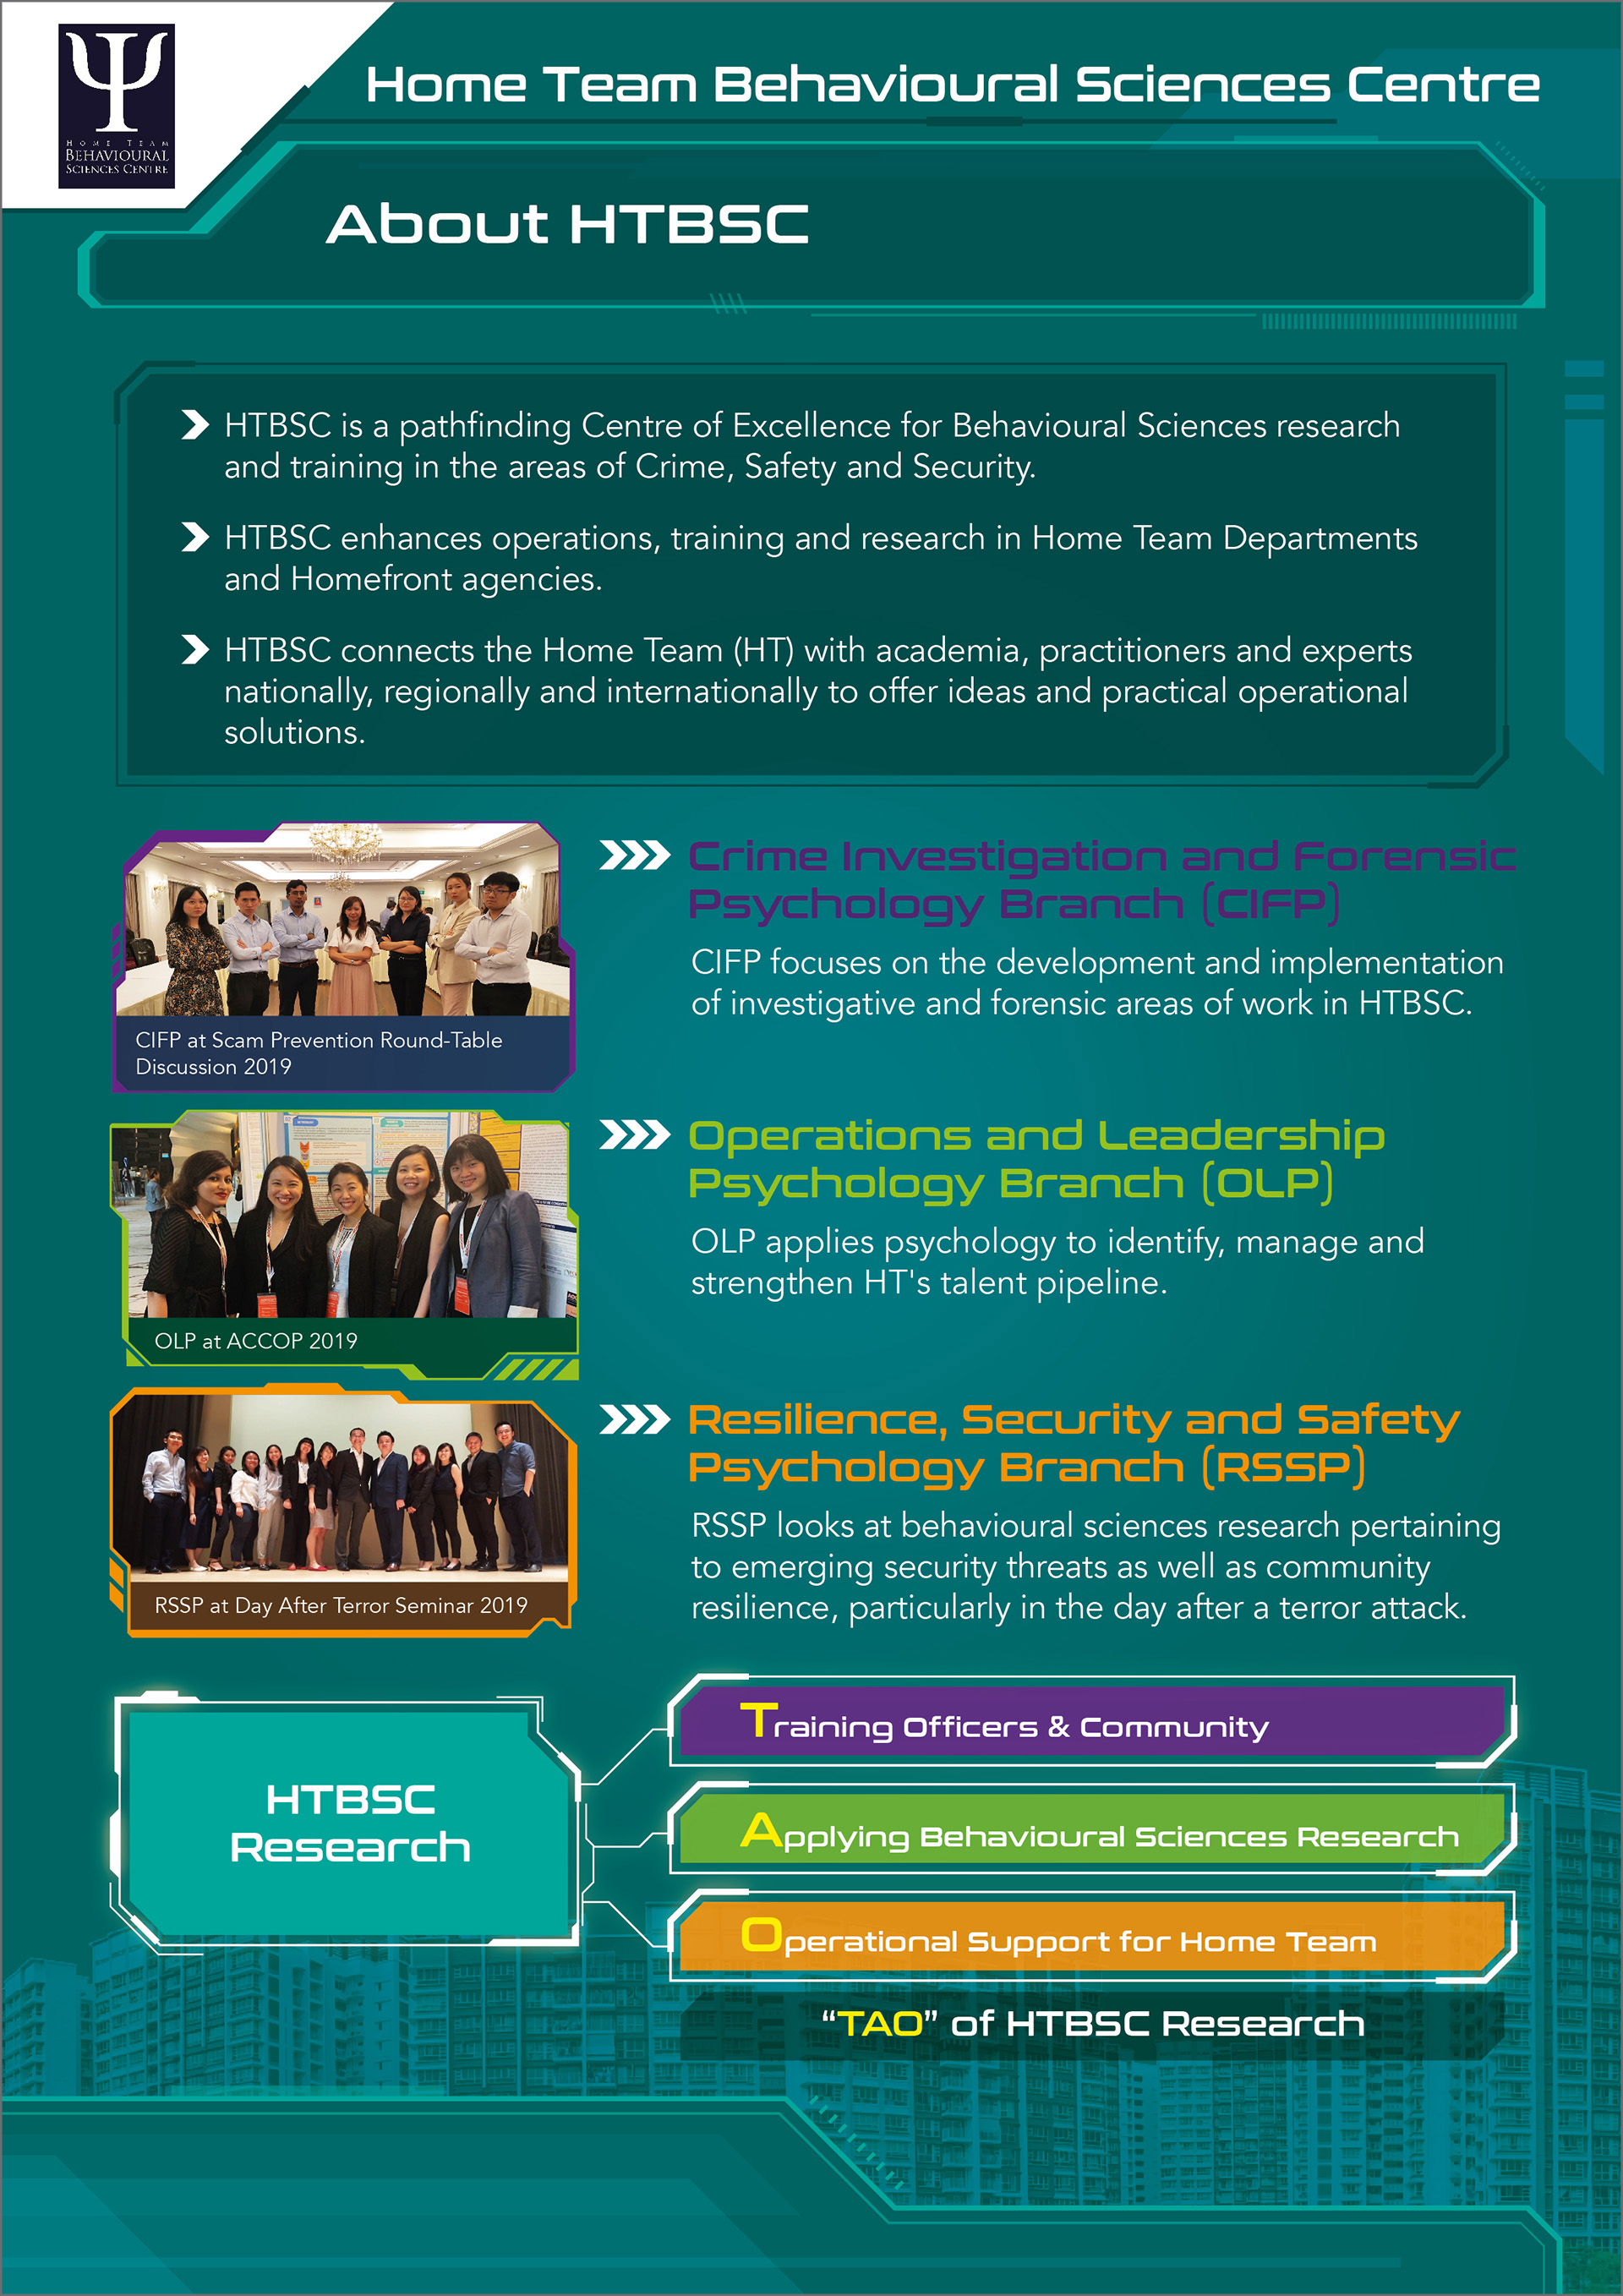 HOME TEAM
BEHAVIOURAL
SCIENCES CENTRE
Home Team Behavioural Sciences Centre
About HTBSC
HTBSC is a pathfinding Centre of Excellence for Behavioural Sciences research
and training in the areas of Crime, Safety and Security.
HTBSC enhances operations, training and research in Home Team Departments
and Homefront agencies.
HTBSC connects the Home Team (HT) with academia, practitioners and experts
nationally, regionally and internationally to offer ideas and practical operational
solutions.
CIFP at Scam Prevention Round-Table
Discussion 2019
Crime Investigation and Forensic
Psychology Branch (CIFP)
CIFP focuses on the development and implementation
of investigative and forensic areas of work in HTBSC.
OLP at ACCOP 2019
Operations and Leadership
Psychology Branch (OLP)
OLP applies psychology to identify, manage and
strengthen HT's talent pipeline.
RSSP at Day After Terror Seminar 2019
Resilience, Security and Safety
Psychology Branch (RSSP)
RSSP looks at behavioural sciences research pertaining
to emerging security threats as well as community
resilience, particularly in the day after a terror attack.
HTBSC
Research
Training Officers & Community
Applying Behavioural Sciences Research
Operational Support for Home Team
“TAO” of HTBSC Research